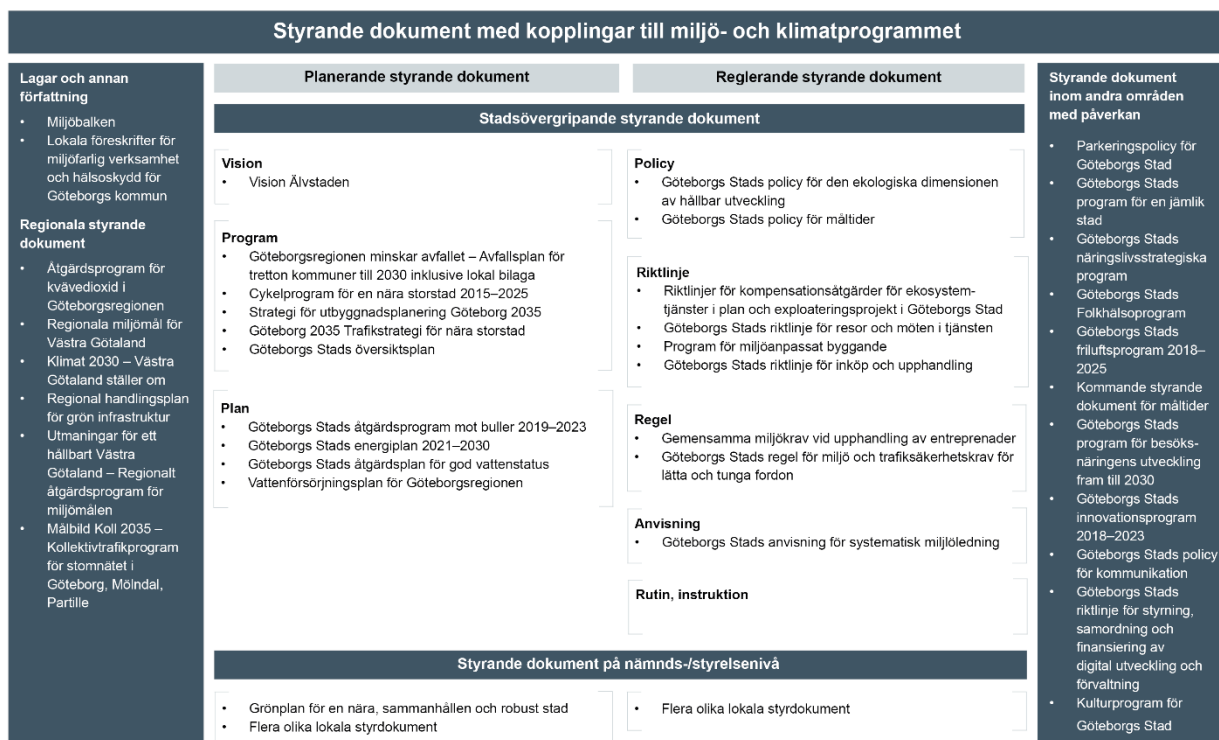 Styrande dokument med kopplingar till miljö- och klimatprogrammet
Lagar och annan
författning
• Miljöbalken
• Lokala föreskrifter för
miljöfarlig verksamhet
och hälsoskydd för
Göteborgs kommun
Regionala styrande
dokument
• Åtgärdsprogram för
kvävedioxid i
Göteborgsregionen
• Regionala miljömål för
Västra Götaland
• Klimat 2030 – Västra
Götaland ställer om
• Regional handlingsplan
för grön infrastruktur
• Utmaningar för ett
hållbart Västra
Götaland – Regionalt
åtgärdsprogram för
miljömålen
• Målbild Koll 2035 –
Kollektivtrafikprogram
för stomnätet i
Göteborg, Mölndal,
Partille
Planerande styrande dokument
Reglerande styrande dokument
Stadsövergripande styrande dokument
Vision
• Vision Älvstaden
Program
• Göteborgsregionen minskar avfallet – Avfallsplan för
tretton kommuner till 2030 inklusive lokal bilaga
• Cykelprogram för en nära storstad 2015–2025
• Strategi för utbyggnadsplanering Göteborg 2035
• Göteborg 2035 Trafikstrategi för nära storstad
• Göteborgs Stads översiktsplan
Plan
• Göteborgs Stads åtgärdsprogram mot buller 2019–2023
• Göteborgs Stads energiplan 2021–2030
• Göteborgs Stads åtgärdsplan för god vattenstatus
• Vattenförsörjningsplan för Göteborgsregionen
Policy
• Göteborgs Stads policy för den ekologiska dimensionen
av hållbar utveckling
• Göteborgs Stads policy för måltider
Riktlinje
• Riktlinjer för kompensationsåtgärder för ekosystem-
tjänster i plan och exploateringsprojekt i Göteborg Stad
• Göteborgs Stads riktlinje för resor och möten i tjänsten
• Program för miljöanpassat byggande
• Göteborgs Stads riktlinje för inköp och upphandling
Regel
• Gemensamma miljökrav vid upphandling av entreprenader
• Göteborgs Stads regel för miljö och trafiksäkerhetskrav för
lätta och tunga fordon
Anvisning
• Göteborgs Stads anvisning för systematisk miljöledning
Rutin, instruktion
Styrande dokument på nämnds-/styrelsenivå
• Grönplan för en nära, sammanhållen och robust stad
• Flera olika lokala styrdokument
• Flera olika lokala styrdokument
Styrande dokument
inom andra områden
med påverkan
• Parkeringspolicy för
Göteborg Stad
• Göteborgs Stads
program för en jämlik
stad
• Göteborgs Stads
näringslivsstrategiska
program
• Göteborgs Stads
Folkhälsoprogram
• Göteborgs Stads
friluftsprogram 2018–
2025
• Kommande styrande
dokument för måltider
• Göteborgs Stads
program för besöks-
näringens utveckling
fram till 2030
• Göteborgs Stads
innovationsprogram
2018–2023
• Göteborgs Stads policy
för kommunikation
• Göteborgs Stads
riktlinje för styrning,
samordning och
finansiering av
digital utveckling och
förvaltning
• Kulturprogram för
Göteborgs Stad